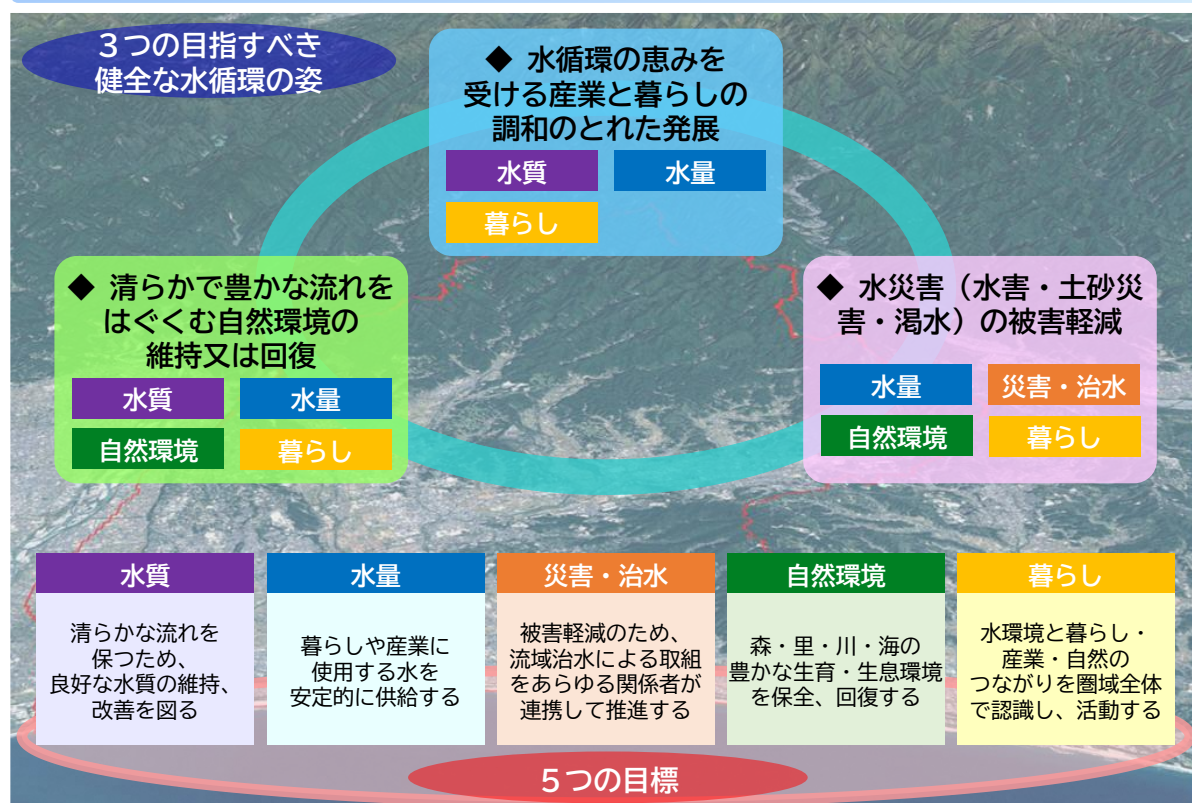 ３つの目指すべき
健全な水循環の姿
◆ 水循環の恵みを
受ける産業と暮らしの
調和のとれた発展
水質 水量
暮らし
◆ 清らかで豊かな流れを
はぐくむ自然環境の
維持又は回復
水質 水量
自然環境 暮らし
◆ 水災害（水害・土砂災
害・渇水）の被害軽減
水量 災害・治水
自然環境 暮らし
水質
清らかな流れを
保つため、
良好な水質の維持、
改善を図る
水量
暮らしや産業に
使用する水を
安定的に供給する
災害・治水
被害軽減のため、
流域治水による取組
をあらゆる関係者が
連携して推進する
自然環境
森・里・川・海の
豊かな生育・生息環境
を保全、回復する
暮らし
水環境と暮らし・
産業・自然の
つながりを圏域全体
で認識し、活動する
５つの目標